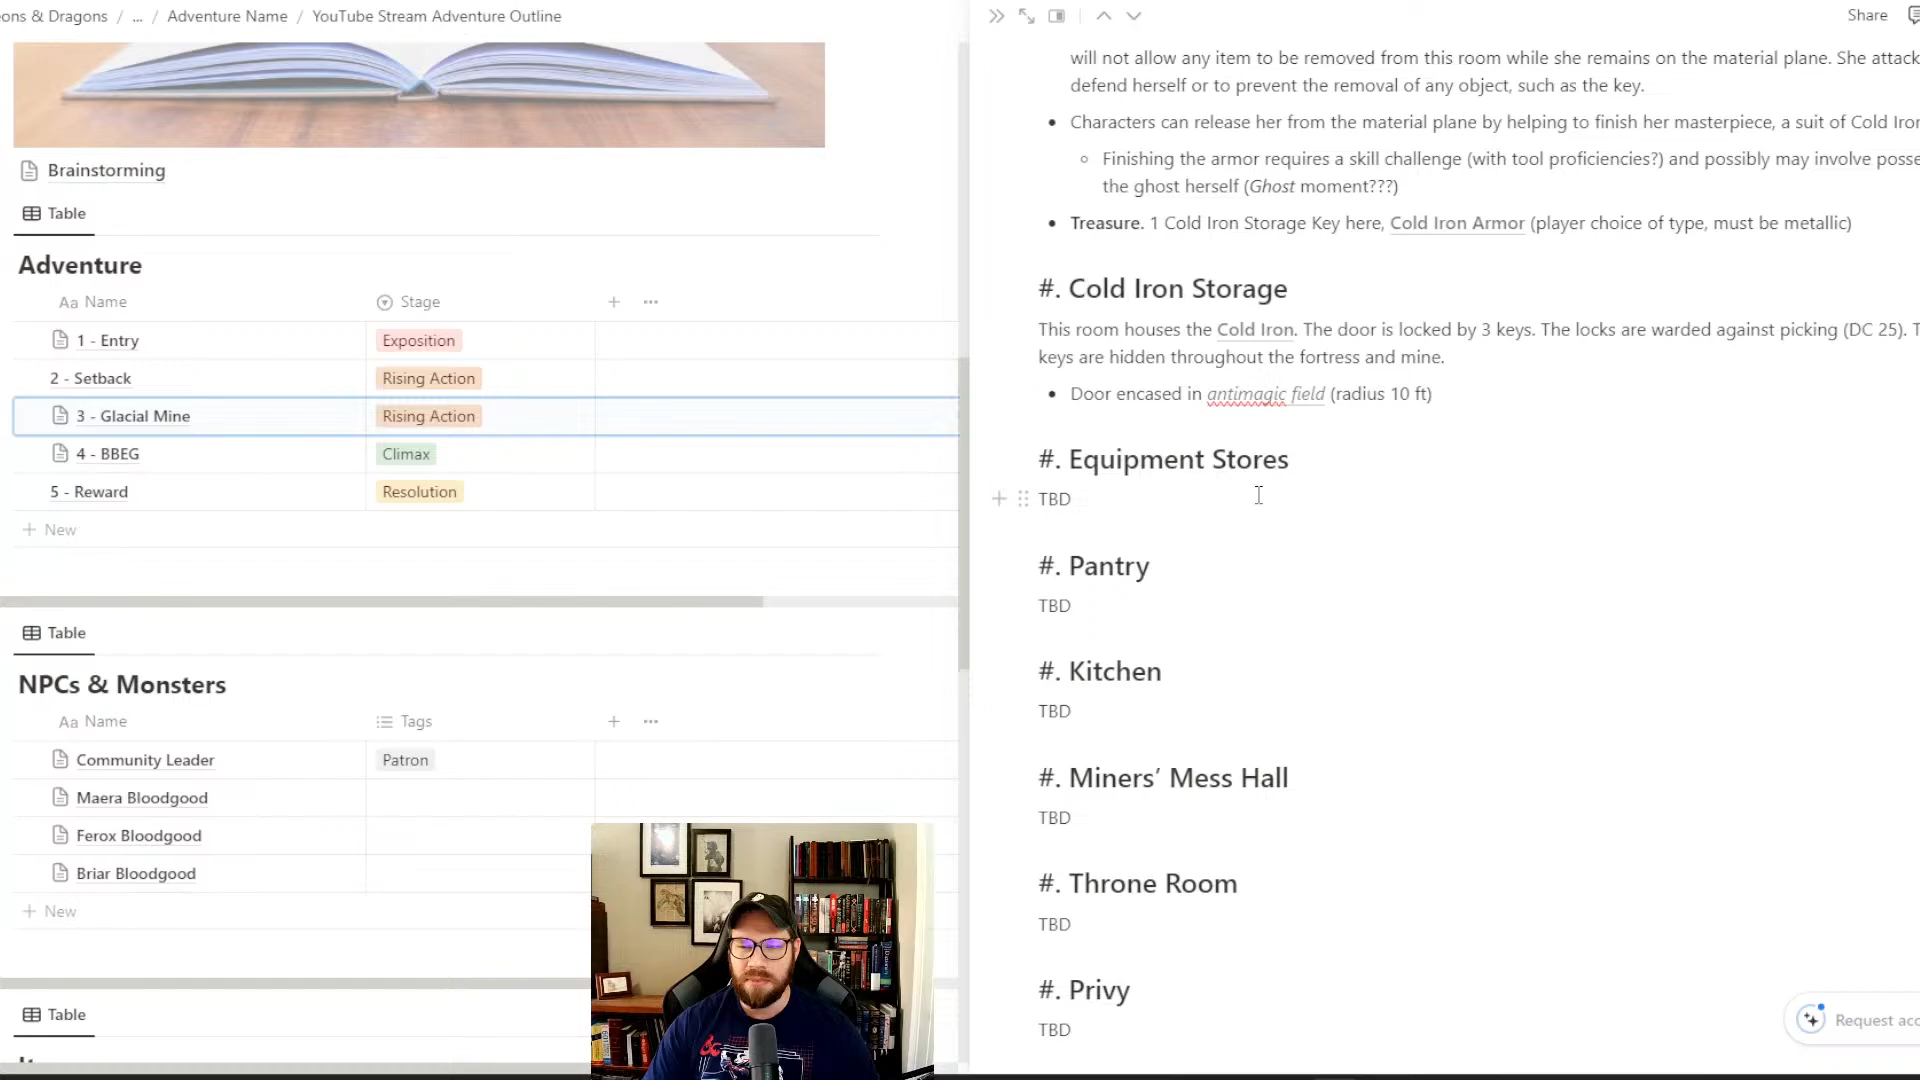 ons & Dragons / ... / Adventure Name / YouTube Stream Adventure Outline
Brainstorming
Table
Adventure
Aa Name Stage
1 - Entry Exposition
2 - Setback Rising Action
3 - Glacial Mine Rising Action
4 - BBEG Climax
5 - Reward Resolution
New
Table
NPCs & Monsters
Aa Name Tags
Community Leader Patron
Maera Bloodgood
Ferox Bloodgood
Briar Bloodgood
New
Table
Share
will not allow any item to be removed from this room while she remains on the material plane. She attack
defend herself or to prevent the removal of any object, such as the key.
• Characters can release her from the material plane by helping to finish her masterpiece, a suit of Cold Iron
◦ Finishing the armor requires a skill challenge (with tool proficiencies?) and possibly may involve posse
the ghost herself (Ghost moment???)
• Treasure. 1 Cold Iron Storage Key here, Cold Iron Armor (player choice of type, must be metallic)
#. Cold Iron Storage
This room houses the Cold Iron. The door is locked by 3 keys. The locks are warded against picking (DC 25). T
keys are hidden throughout the fortress and mine.
• Door encased in antimagic field (radius 10 ft)
#. Equipment Stores
TBD
#. Pantry
TBD
#. Kitchen
TBD
#. Miners’ Mess Hall
TBD
#. Throne Room
TBD
#. Privy
TBD
Request acc